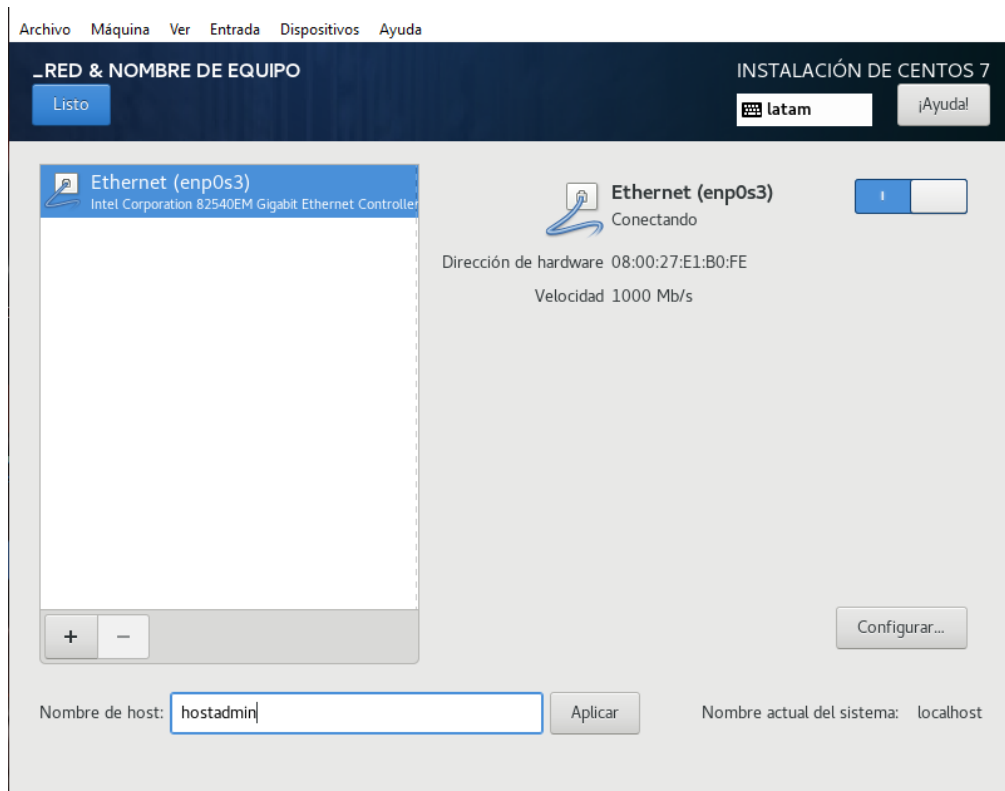 Archivo Máquina Ver Entrada Dispositivos Ayuda
_RED & NOMBRE DE EQUIPO
INSTALACIÓN DE CENTOS 7
Listo
latam
¡Ayuda!
Ethernet (enp0s3)
Intel Corporation 82540EM Gigabit Ethernet Controller
Ethernet (enp0s3)
Conectando
Dirección de hardware 08:00:27:E1:B0:FE
Velocidad 1000 Mb/s
+ −
Configurar...
Nombre de host: hostadmin Aplicar Nombre actual del sistema: localhost